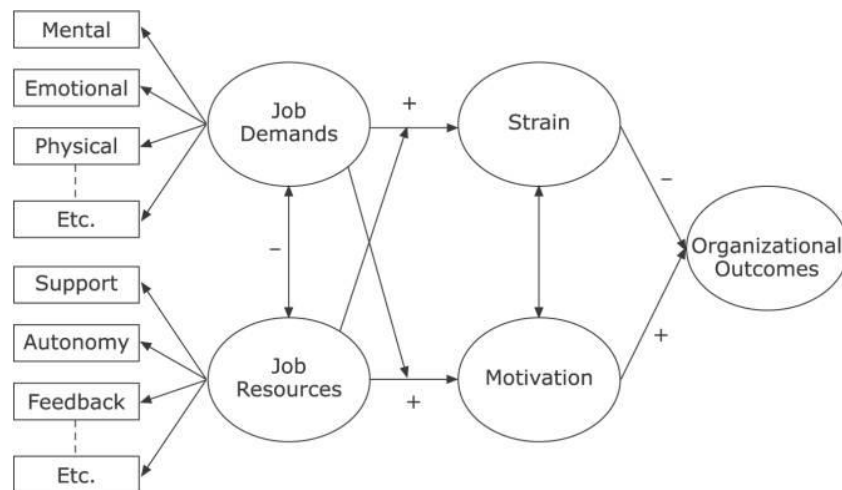 Mental
Emotional
Physical
Etc.
Support
Autonomy
Feedback
Etc.
Job
Demands
Job
Resources
+
−
+
Strain
Motivation
−
+
Organizational
Outcomes